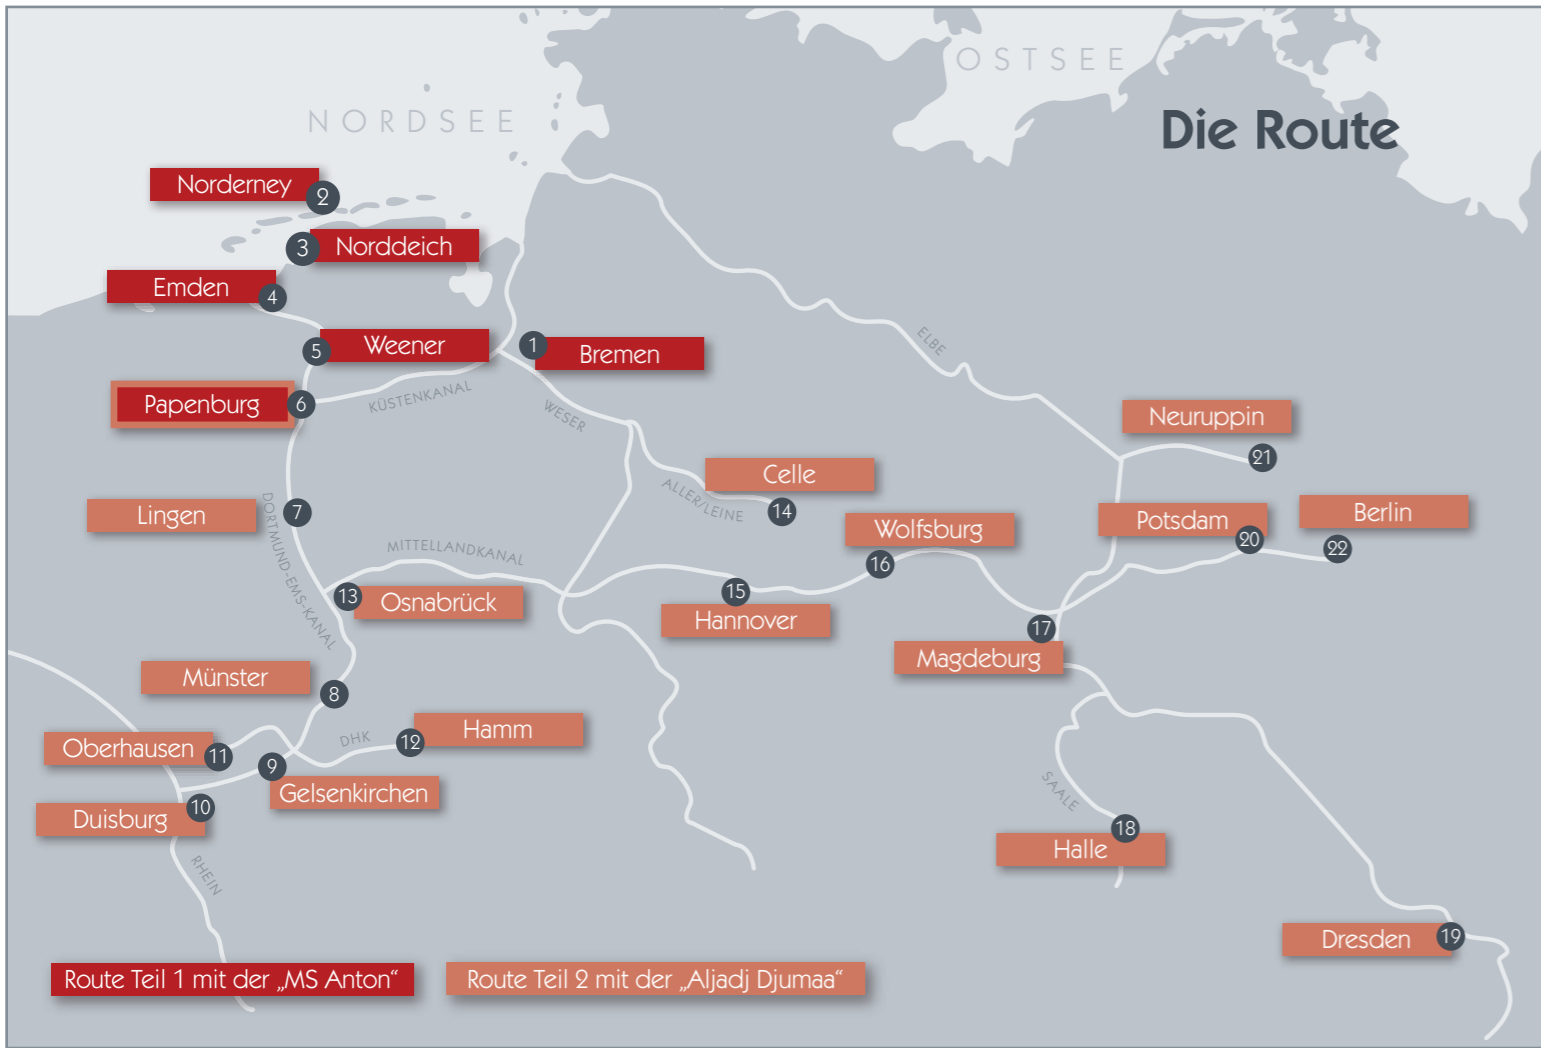 OSTSEE
NORDSEE
Die Route
Norderney
2
3
Norddeich
Emden
4
5
Weener
1
Bremen
ELBE
Papenburg
6
KÜSTENKANAL
WESER
Neuruppin
21
Celle
14
ALLER/LEINE
Lingen
7
DORTMUND-EMS-KANAL
Wolfsburg
16
Potsdam
20
Berlin
22
MITTELLANDKANAL
13
Osnabrück
15
Hannover
17
Magdeburg
Münster
8
Oberhausen
11
DHK
12
Hamm
9
Gelsenkirchen
Duisburg
10
SAALE
18
Halle
RHEIN
Dresden
19
Route Teil 1 mit der „MS Anton“
Route Teil 2 mit der „Aljadj Djumaa“